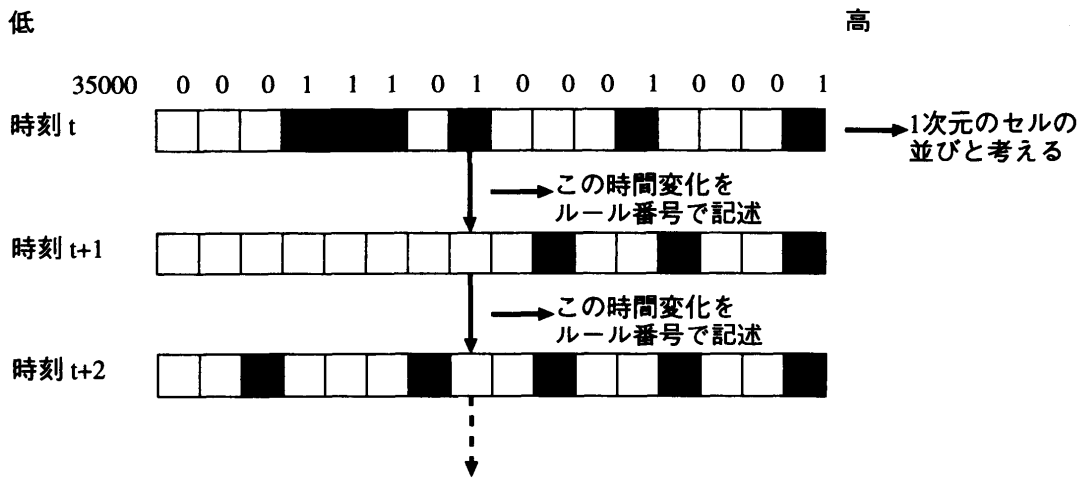 低 高
35000 0 0 0 1 1 1 0 1 0 0 0 1 0 0 0 1
時刻 t
1次元のセルの
並びと考える
この時間変化を
ルール番号で記述
時刻 t+1
この時間変化を
ルール番号で記述
時刻 t+2